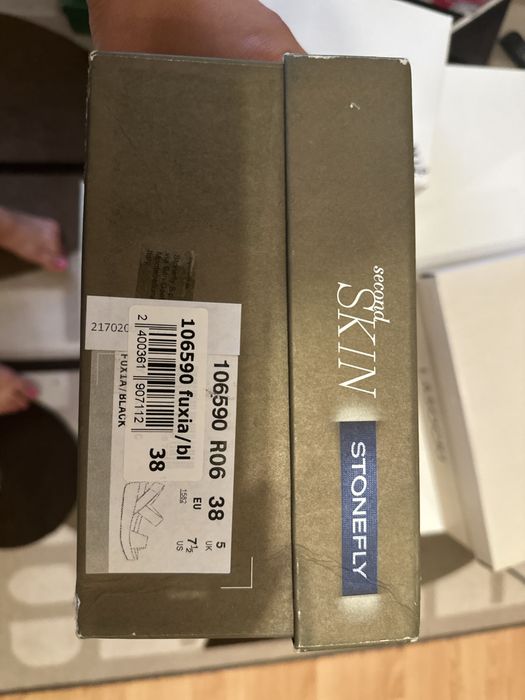 second
SKIN
STONEFLY
217020
106590 fuxia/bl
2 400361 907112
38
FUXIA/BLACK
106590 R06 38 5
UK
EU 7½
US
1582